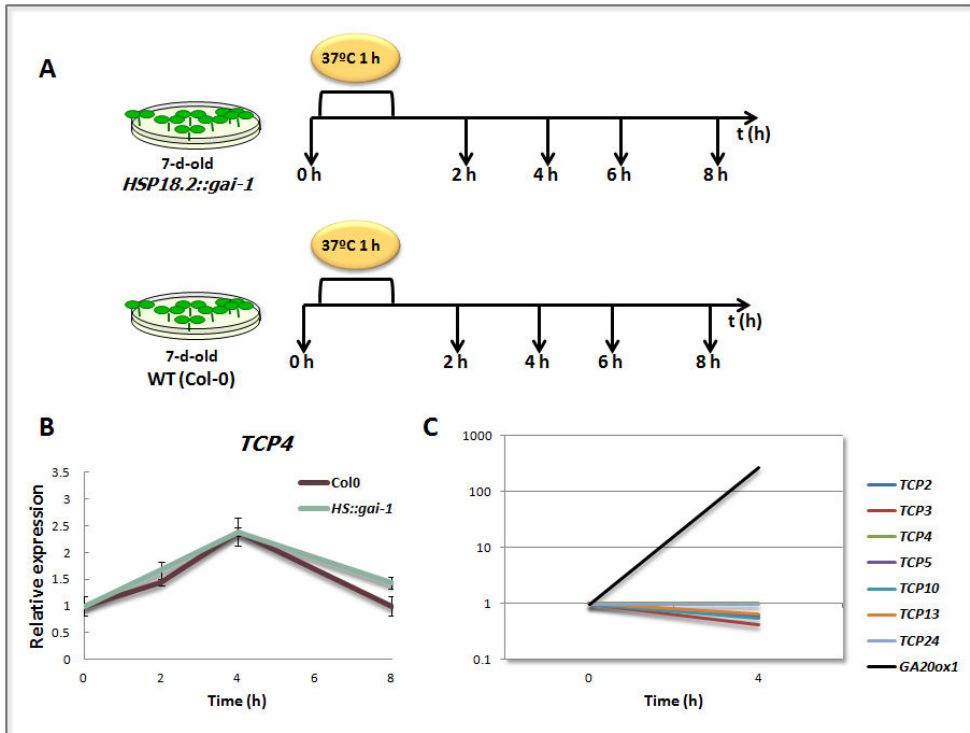 A
37ºC 1 h
t (h)
0 h
2 h
4 h
6 h
8 h
7-d-old
HSP18.2::gai-1
37ºC 1 h
t (h)
0 h
2 h
4 h
6 h
8 h
7-d-old
WT (Col-0)
B
TCP4
Relative expression
3.5
3
2.5
2
1.5
1
0.5
0
0
2
4
6
8
Time (h)
Col0
HS::gai-1
C
1000
100
10
1
0.1
0
4
Time (h)
TCP2
TCP3
TCP4
TCP5
TCP10
TCP13
TCP24
GA20ox1